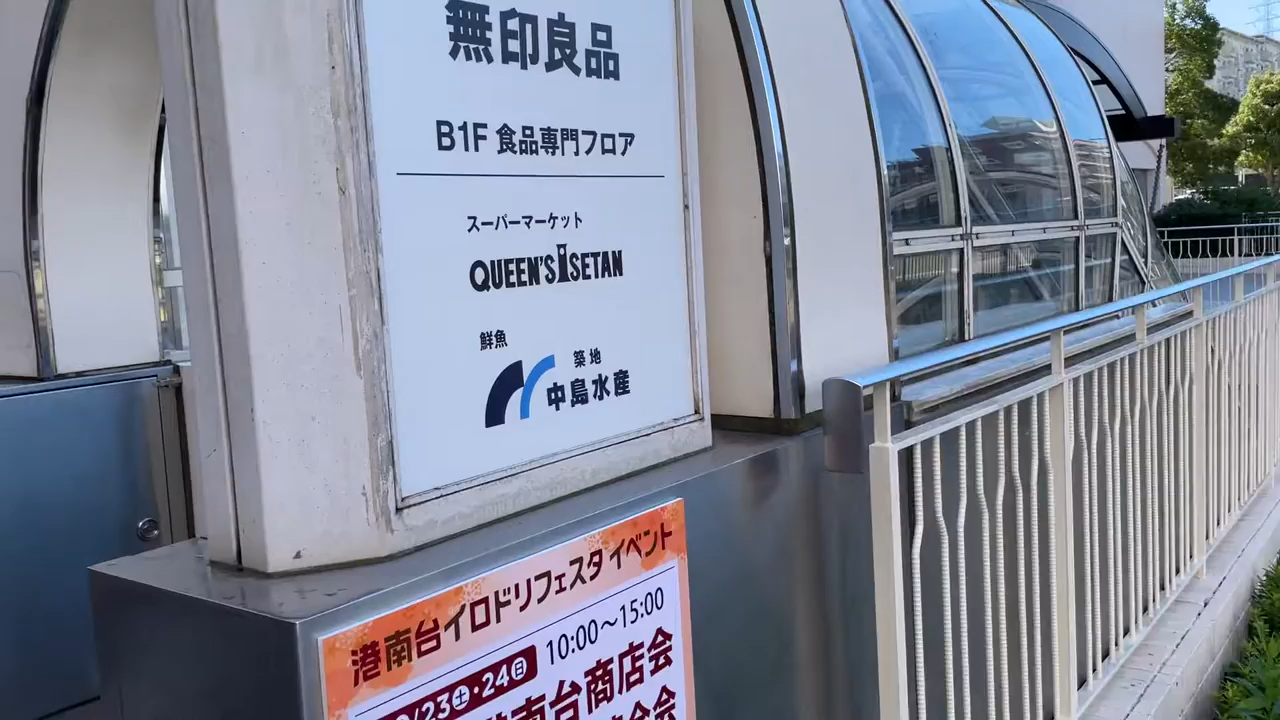 無印良品
B1F 食品専門フロア
スーパーマーケット
QUEEN'S ISETAN
鮮魚
築地
中島水産
港南台イロドリフェスタイベント
/23土・24日 10:00〜15:00
南台商店会